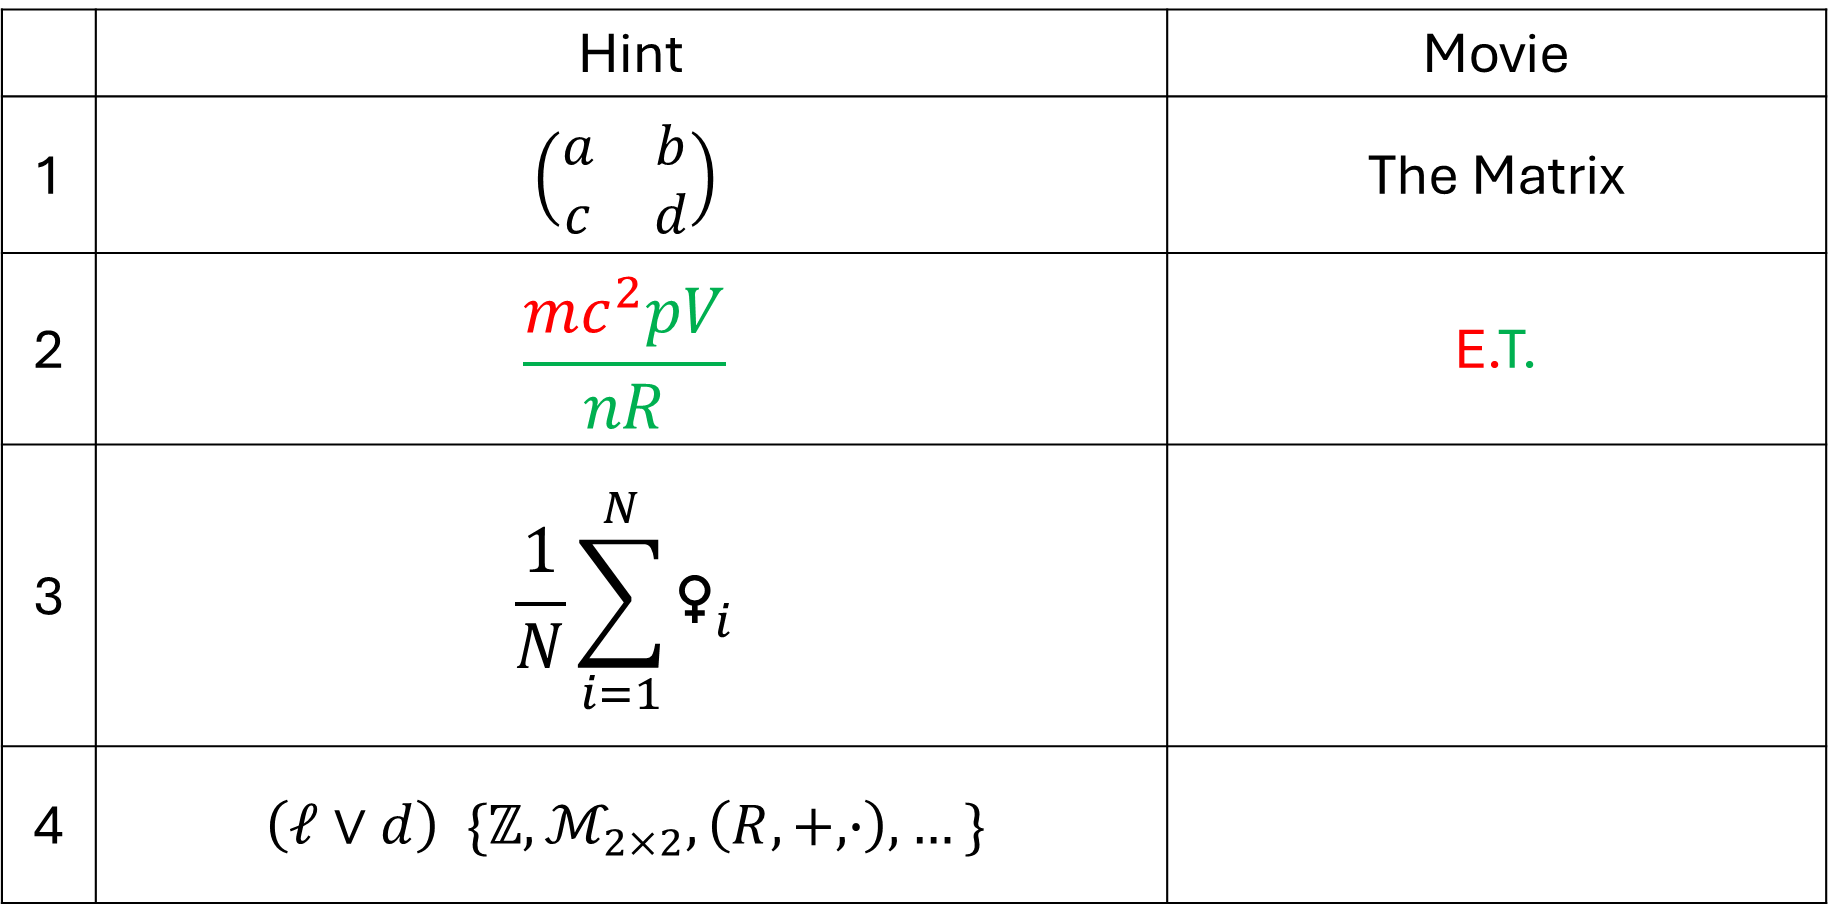 Hint Movie
1 (a b
c d) The Matrix
2 mc²pV
nR E.T.
3 1/N ∑_{i=1}^{N} ♀_i
4 (ℓ ∨ d) {ℤ, ℳ_{2×2}, (R, +,·), … }